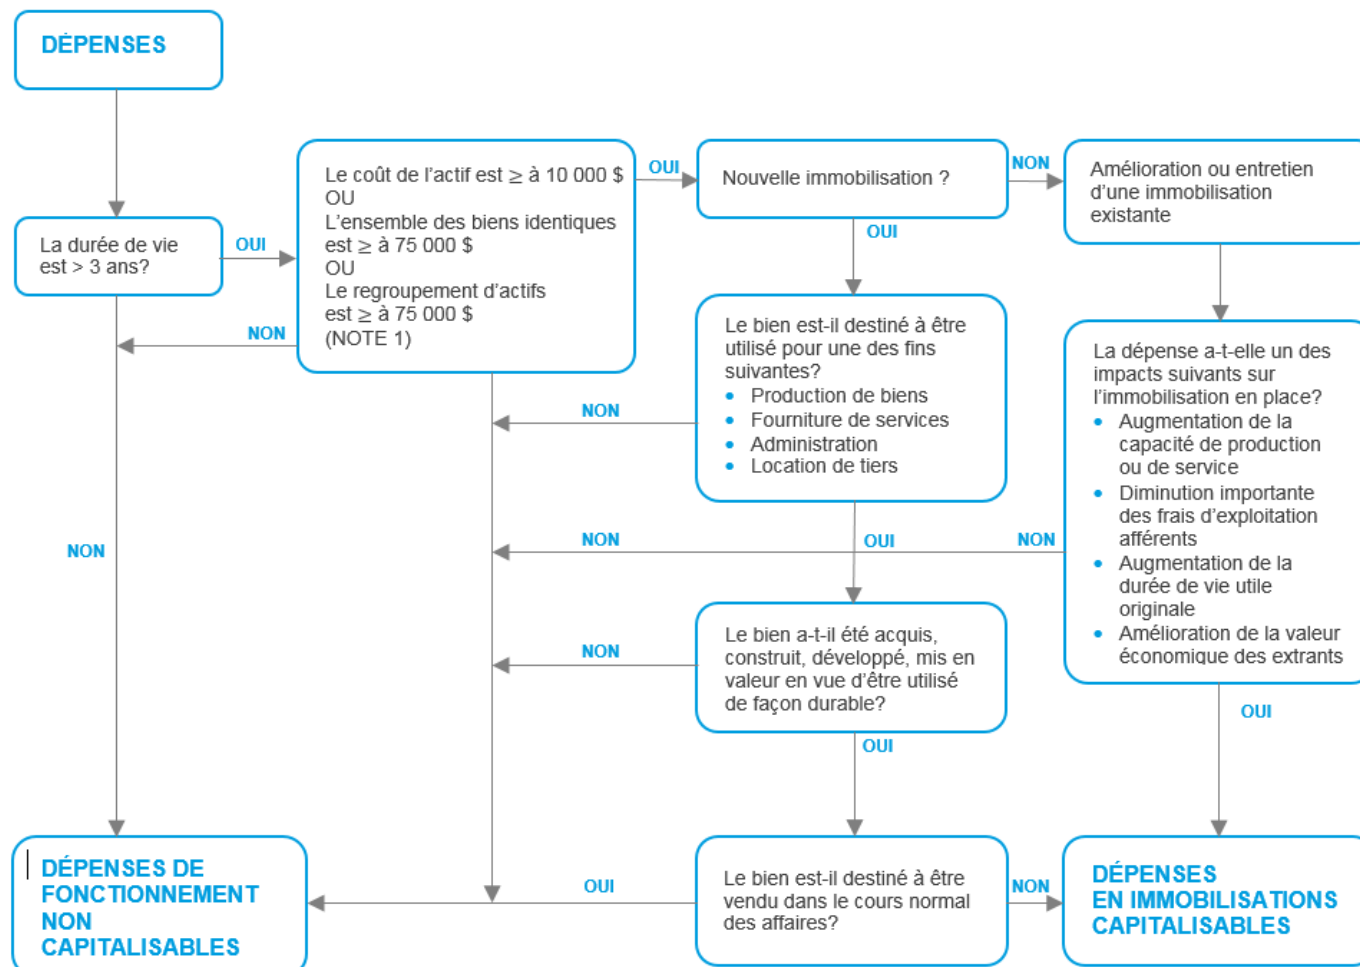 DÉPENSES
La durée de vie
est > 3 ans?
OUI
NON
Le coût de l'actif est ≥ à 10 000 $
OU
L'ensemble des biens identiques
est ≥ à 75 000 $
OU
Le regroupement d'actifs
est ≥ à 75 000 $
(NOTE 1)
OUI
NON
Nouvelle immobilisation ?
NON
OUI
Amélioration ou entretien
d'une immobilisation
existante
Le bien est-il destiné à être
utilisé pour une des fins
suivantes?
• Production de biens
• Fourniture de services
• Administration
• Location de tiers
NON
OUI
La dépense a-t-elle un des
impacts suivants sur
l'immobilisation en place?
• Augmentation de la
capacité de production
ou de service
• Diminution importante
des frais d'exploitation
afférents
• Augmentation de la
durée de vie utile
originale
• Amélioration de la valeur
économique des extrants
NON
NON
OUI
Le bien a-t-il été acquis,
construit, développé, mis en
valeur en vue d'être utilisé
de façon durable?
NON
OUI
Le bien est-il destiné à être
vendu dans le cours normal
des affaires?
OUI
NON
DÉPENSES DE
FONCTIONNEMENT
NON
CAPITALISABLES
DÉPENSES
EN IMMOBILISATIONS
CAPITALISABLES